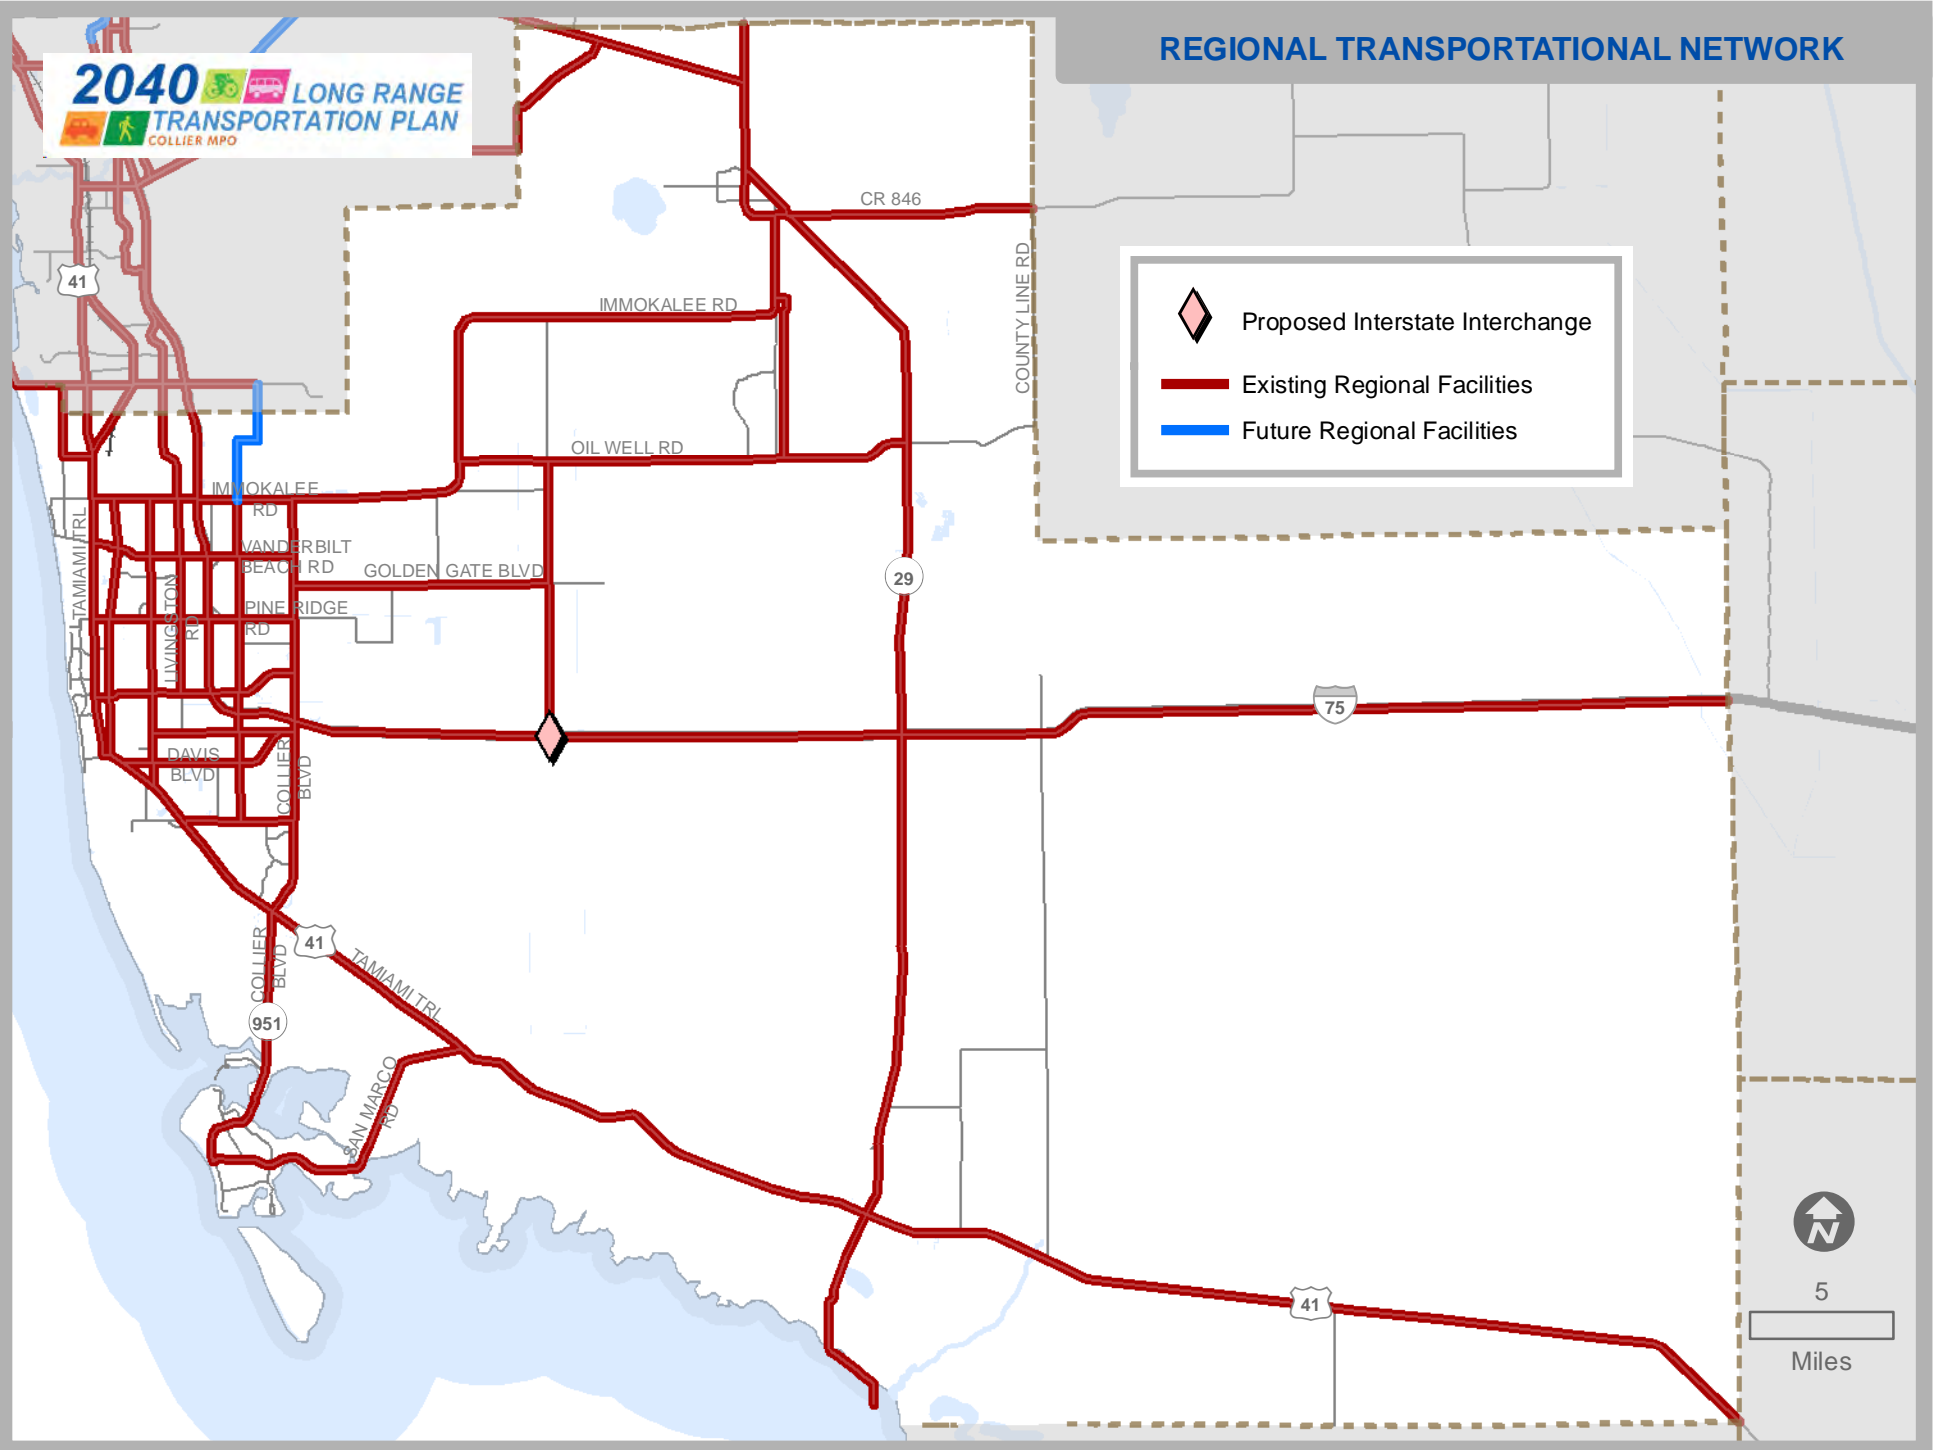 REGIONAL TRANSPORTATIONAL NETWORK
2040 LONG RANGE
TRANSPORTATION PLAN
COLLIER MPO
CR 846
41
COUNTY LINE RD
Proposed Interstate Interchange
Existing Regional Facilities
Future Regional Facilities
IMMOKALEE RD
OIL WELL RD
IMMOKALEE
RD
TAMIAMI TRL
VANDERBILT
BEACH RD
GOLDEN GATE BLVD
29
LIVINGSTON
RD
PINE RIDGE
RD
75
DAVIS
BLVD
COLLIER
BLVD
41
TAMIAMI TRL
COLLIER
BLVD
951
SAN MARCO
RD
41
N
5
Miles